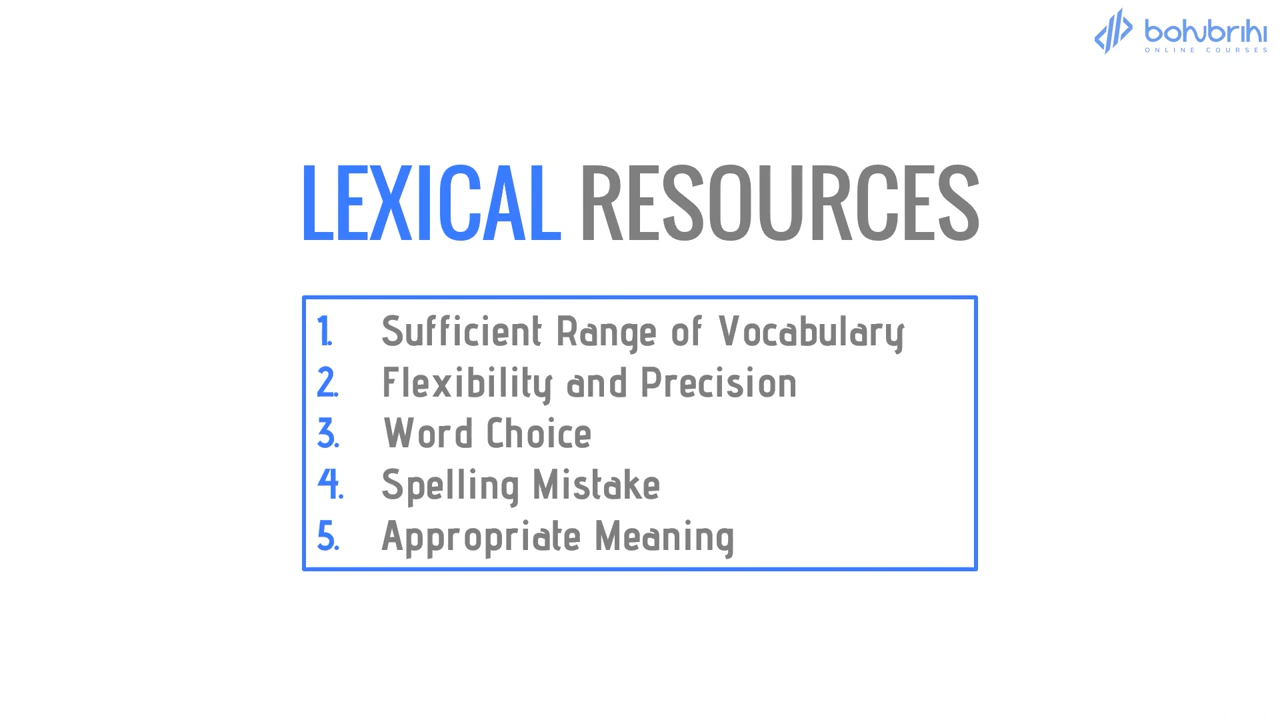 bohubrihi
ONLINE COURSES
LEXICAL RESOURCES
1. Sufficient Range of Vocabulary
2. Flexibility and Precision
3. Word Choice
4. Spelling Mistake
5. Appropriate Meaning